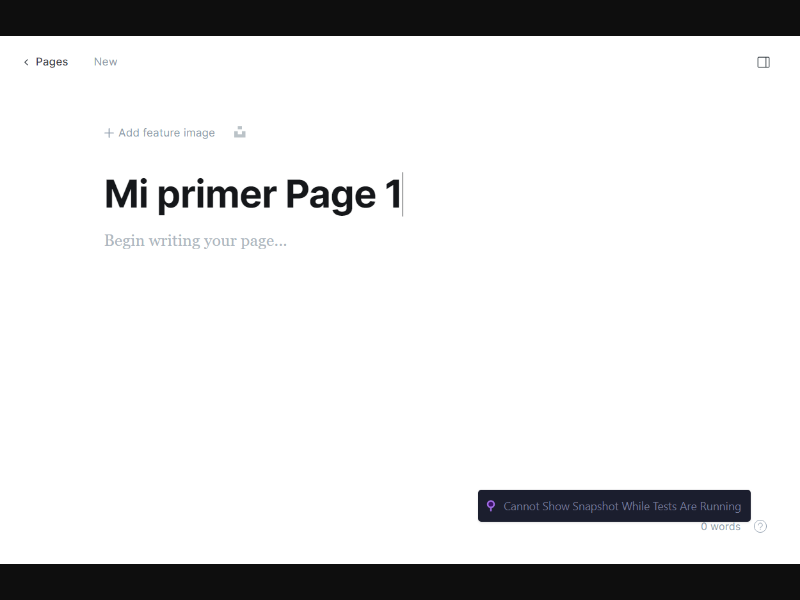 Pages New
Add feature image
Mi primer Page 1
Begin writing your page...
Cannot Show Snapshot While Tests Are Running
0 words ?